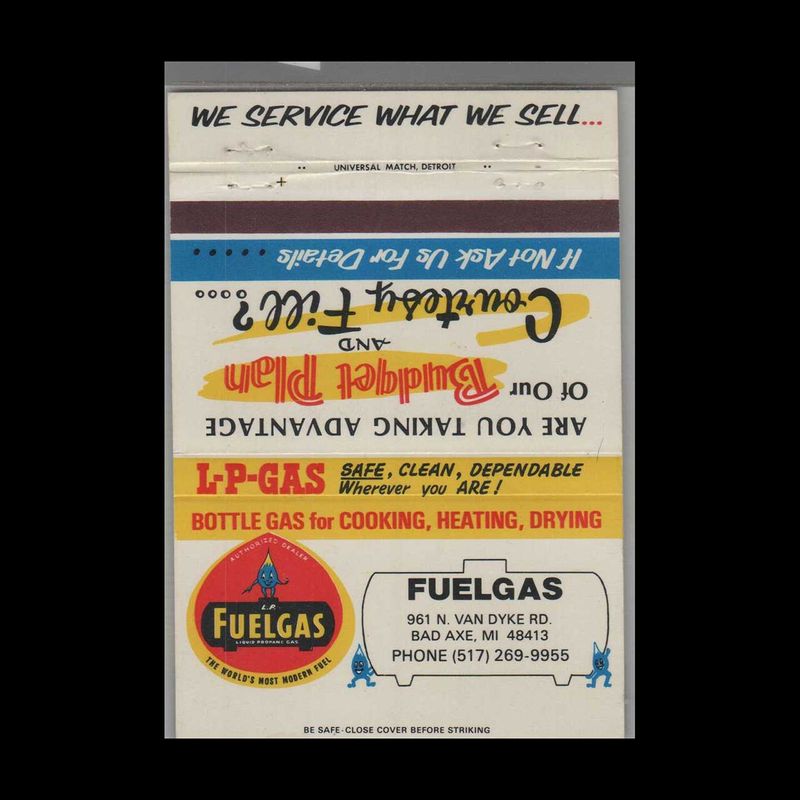 WE SERVICE WHAT WE SELL...
UNIVERSAL MATCH, DETROIT
ARE YOU TAKING ADVANTAGE
Of Our Budget Plan
AND
Courtesy Fill?....
If Not Ask Us For Details ......
L-P-GAS SAFE, CLEAN, DEPENDABLE
Wherever you ARE!
BOTTLE GAS for COOKING, HEATING, DRYING
AUTHORIZED DEALER
L.P.
FUELGAS
LIQUID PROPANE GAS
THE WORLD'S MOST MODERN FUEL
FUELGAS
961 N. VAN DYKE RD.
BAD AXE, MI 48413
PHONE (517) 269-9955
BE SAFE-CLOSE COVER BEFORE STRIKING